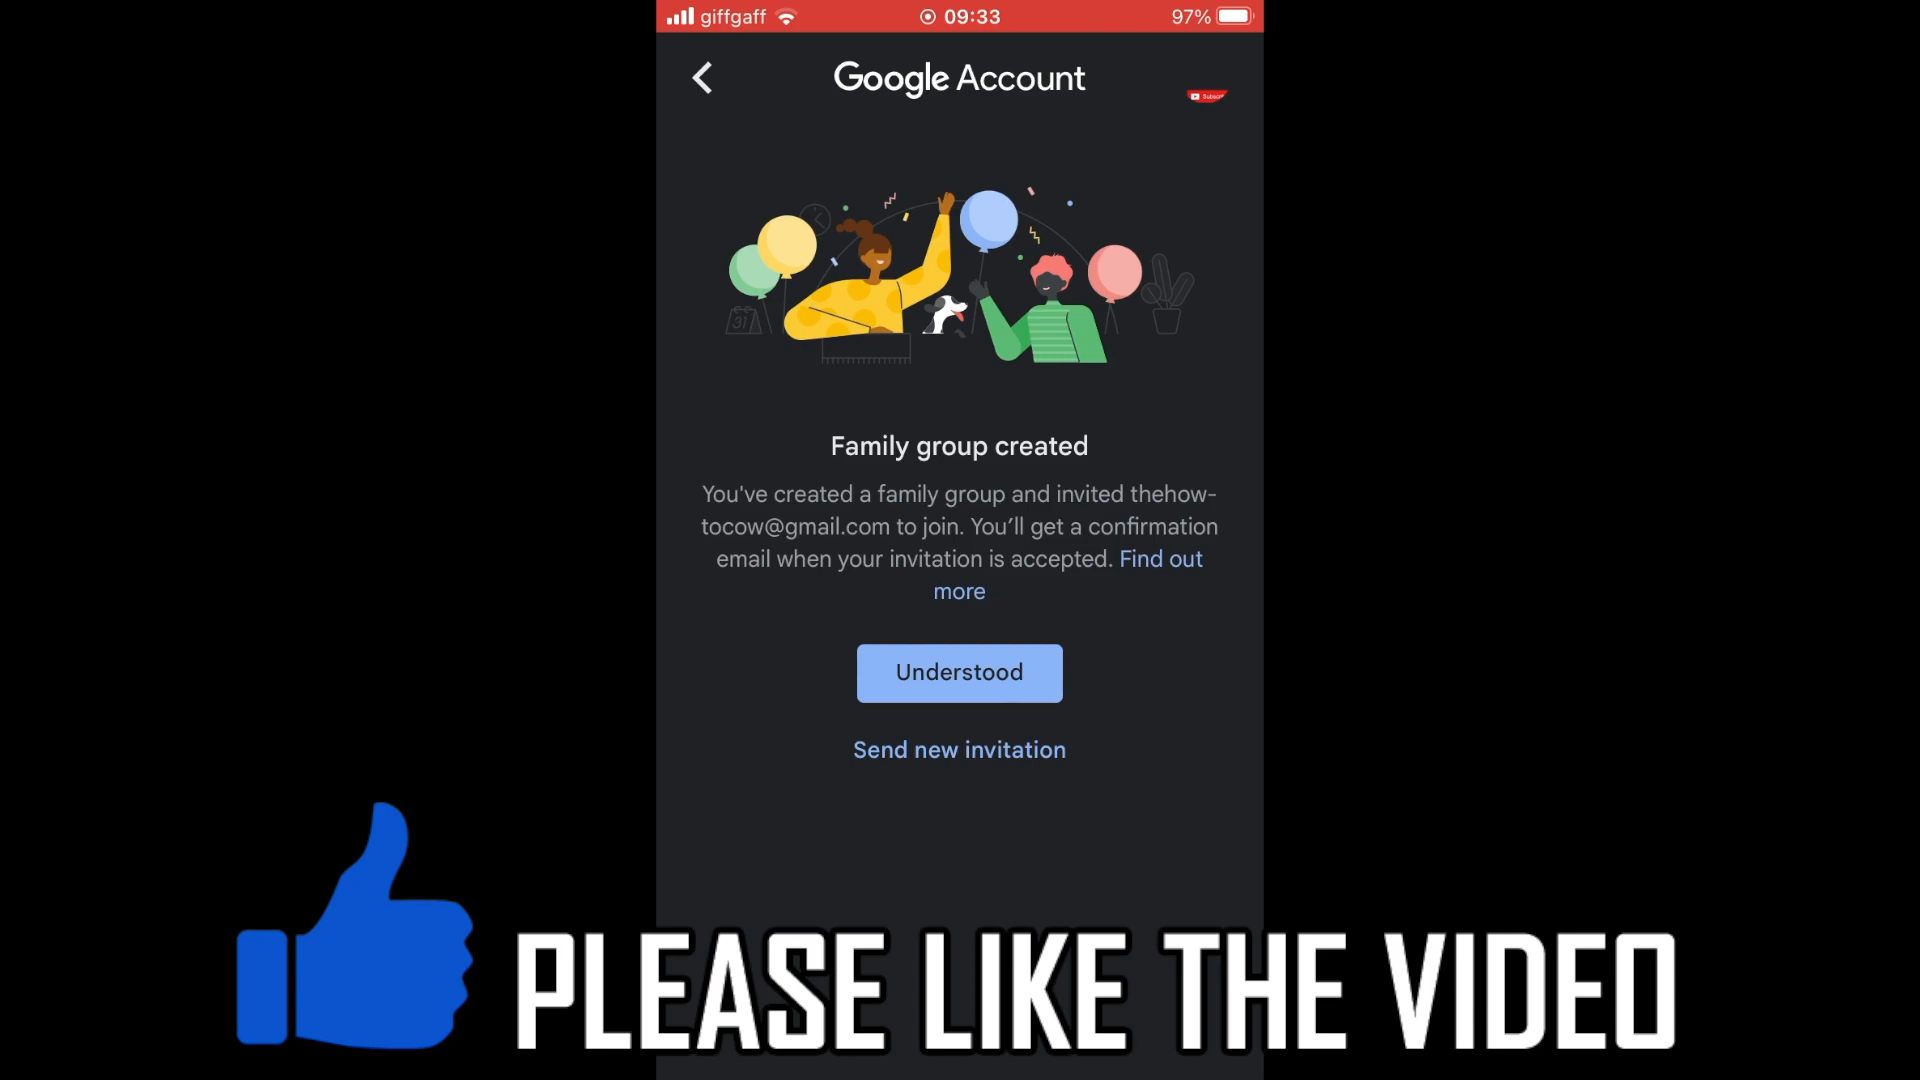 giffgaff 09:33 97%
Google Account
Subscribe
31
Family group created
You've created a family group and invited thehow-
tocow@gmail.com to join. You’ll get a confirmation
email when your invitation is accepted. Find out
more
Understood
Send new invitation
PLEASE LIKE THE VIDEO